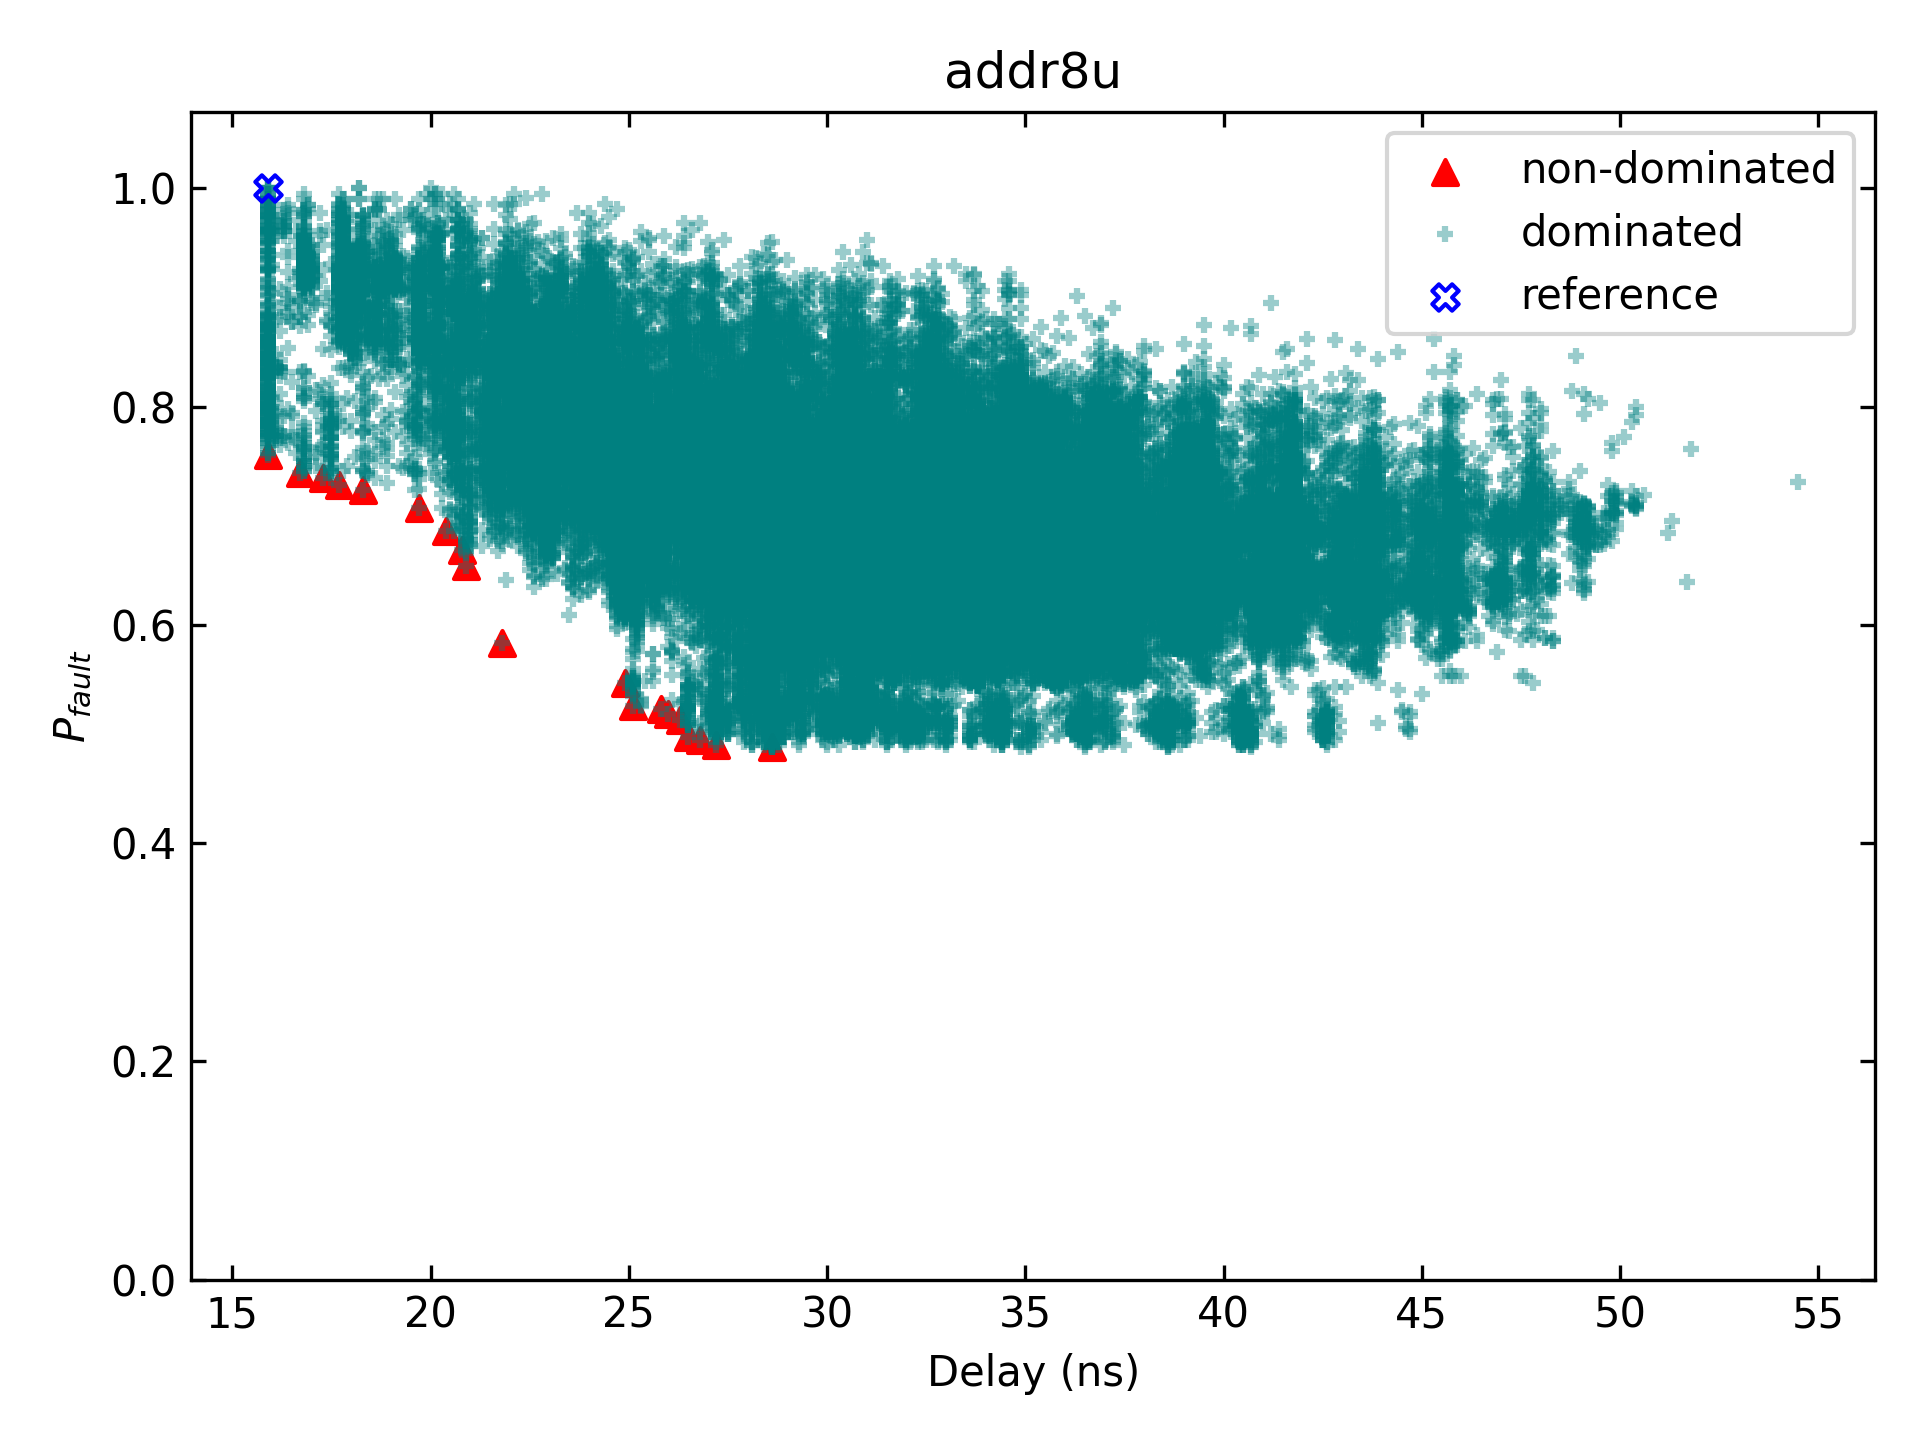 addr8u
non-dominated
dominated
reference
1.0
0.8
0.6
0.4
0.2
0.0
P_fault
15 20 25 30 35 40 45 50 55
Delay (ns)